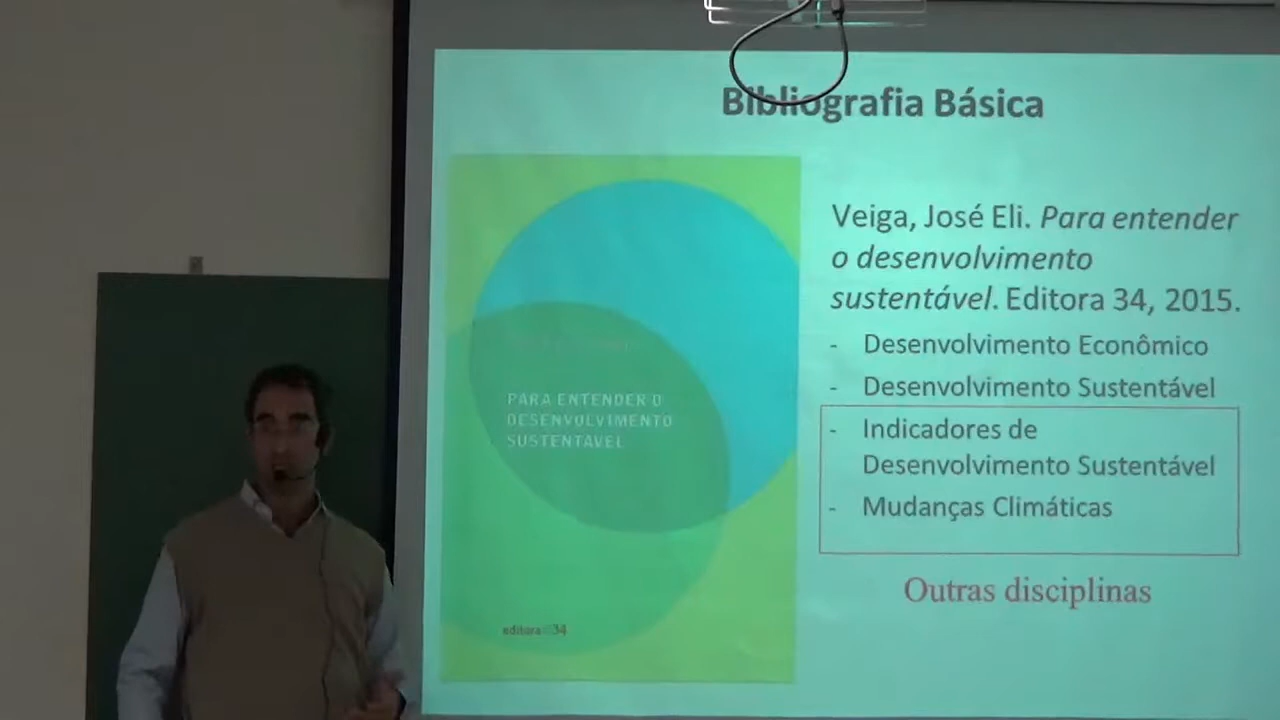 Bibliografia Básica
Veiga, José Eli. Para entender
o desenvolvimento
sustentável. Editora 34, 2015.
- Desenvolvimento Econômico
- Desenvolvimento Sustentável
- Indicadores de
Desenvolvimento Sustentável
- Mudanças Climáticas
Outras disciplinas
PARA ENTENDER O
DESENVOLVIMENTO
SUSTENTÁVEL
editora 34